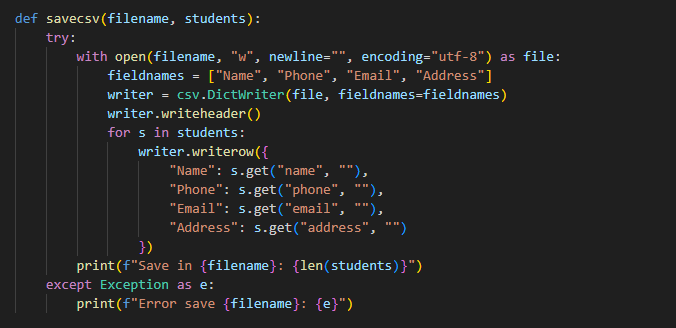 def savecsv(filename, students):
    try:
        with open(filename, "w", newline="", encoding="utf-8") as file:
            fieldnames = ["Name", "Phone", "Email", "Address"]
            writer = csv.DictWriter(file, fieldnames=fieldnames)
            writer.writeheader()
            for s in students:
                writer.writerow({
                    "Name": s.get("name", ""),
                    "Phone": s.get("phone", ""),
                    "Email": s.get("email", ""),
                    "Address": s.get("address", "")
                })
        print(f"Save in {filename}: {len(students)}")
    except Exception as e:
        print(f"Error save {filename}: {e}")